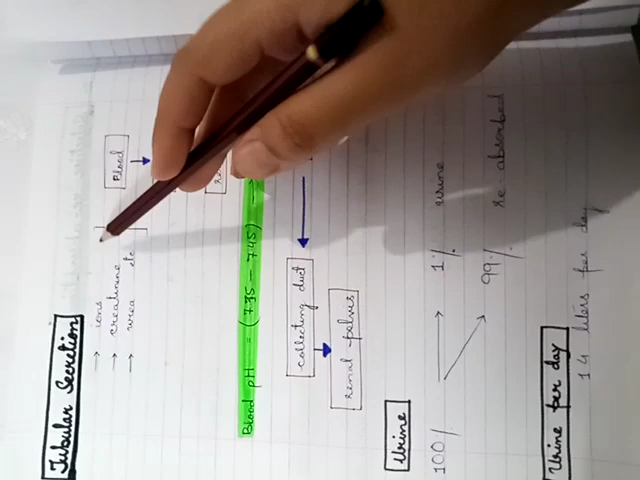 Tubular Secretion
→ ions
→ creatinine
→ urea etc
Blood
Blood pH = (7.35 - 7.45) →
collecting duct
renal pelvis
Urine
100% → 1% urine
99% re absorbed
Urine per day
1.4 liters per day